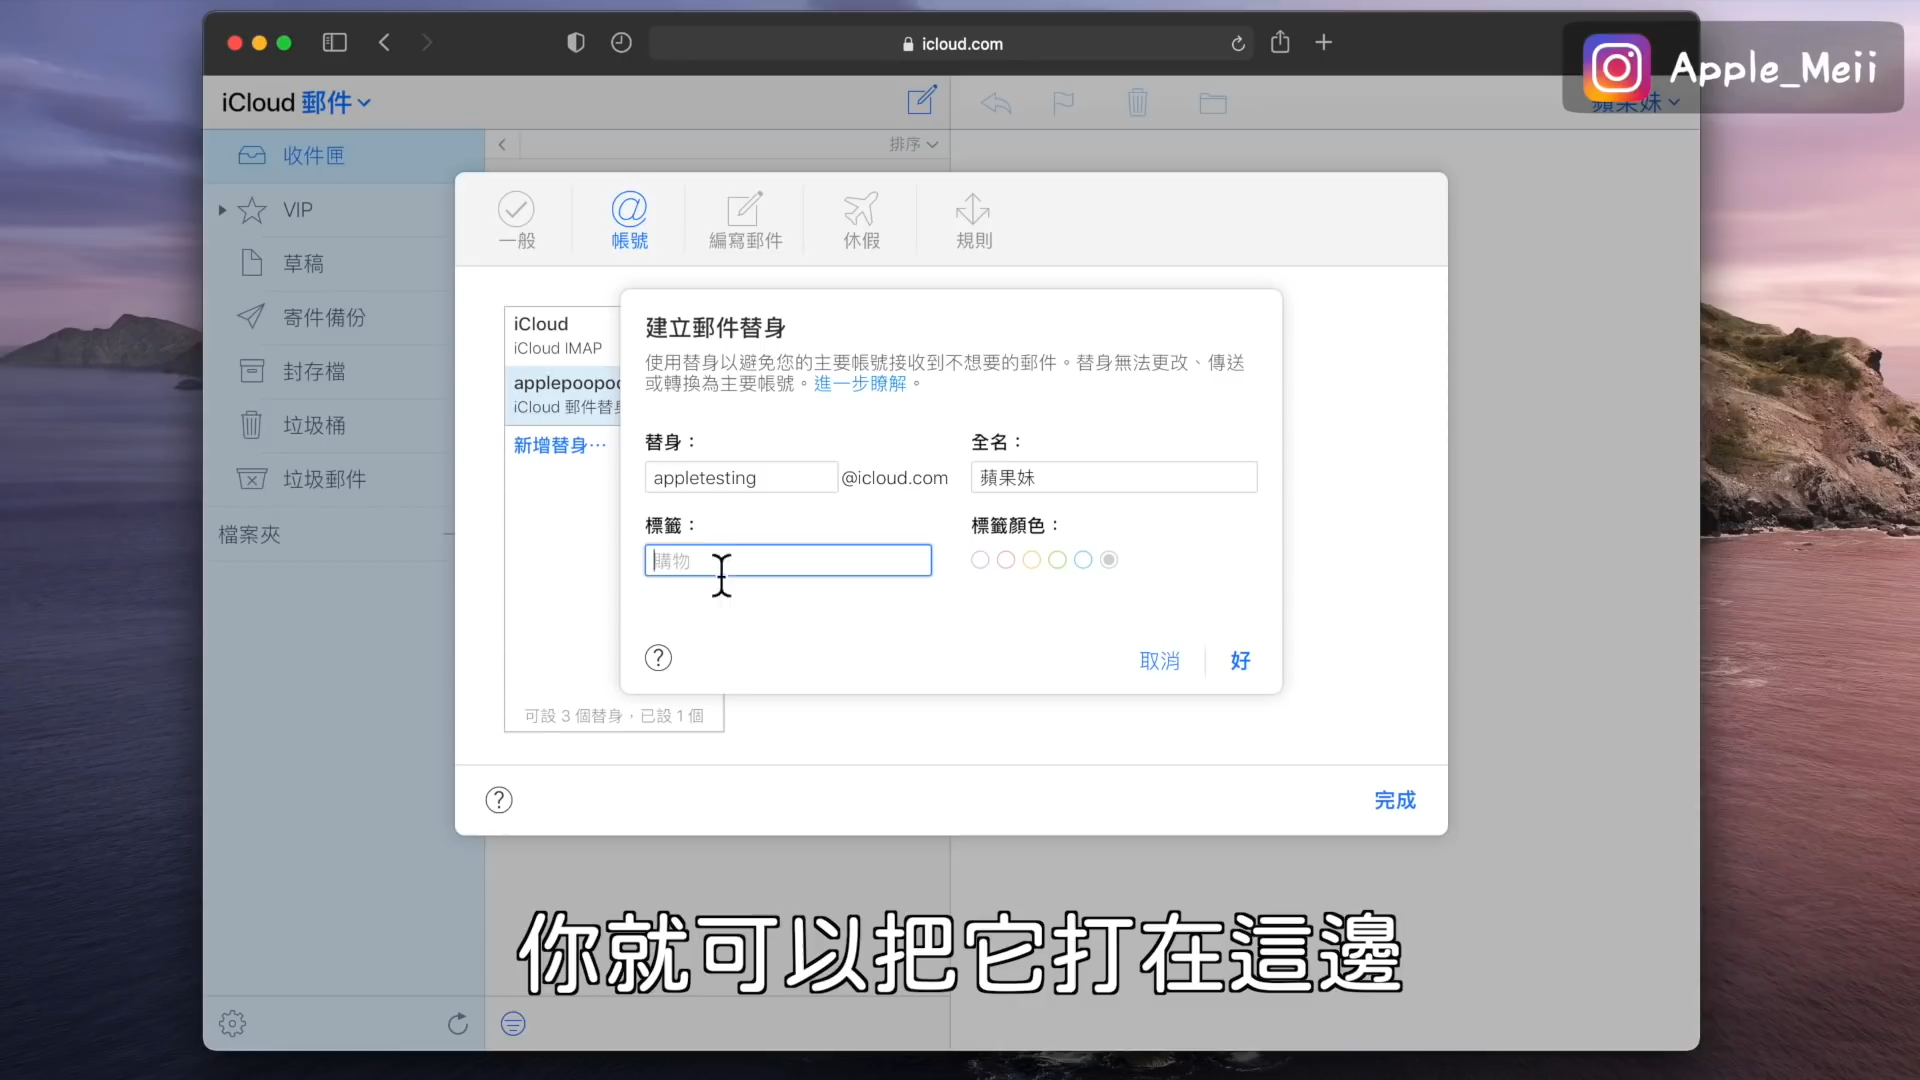 icloud.com
Apple_Meii
iCloud 郵件
蘋果妹
收件匣
排序
VIP
草稿
寄件備份
封存檔
垃圾桶
垃圾郵件
檔案夾
一般
帳號
編寫郵件
休假
規則
iCloud
iCloud IMAP
applepoopoo
iCloud 郵件替身
新增替身…
可設 3 個替身，已設 1 個
建立郵件替身
使用替身以避免您的主要帳號接收到不想要的郵件。替身無法更改、傳送
或轉換為主要帳號。進一步瞭解。
替身：
全名：
appletesting @icloud.com
蘋果妹
標籤：
標籤顏色：
購物
取消
好
完成
你就可以把它打在這邊